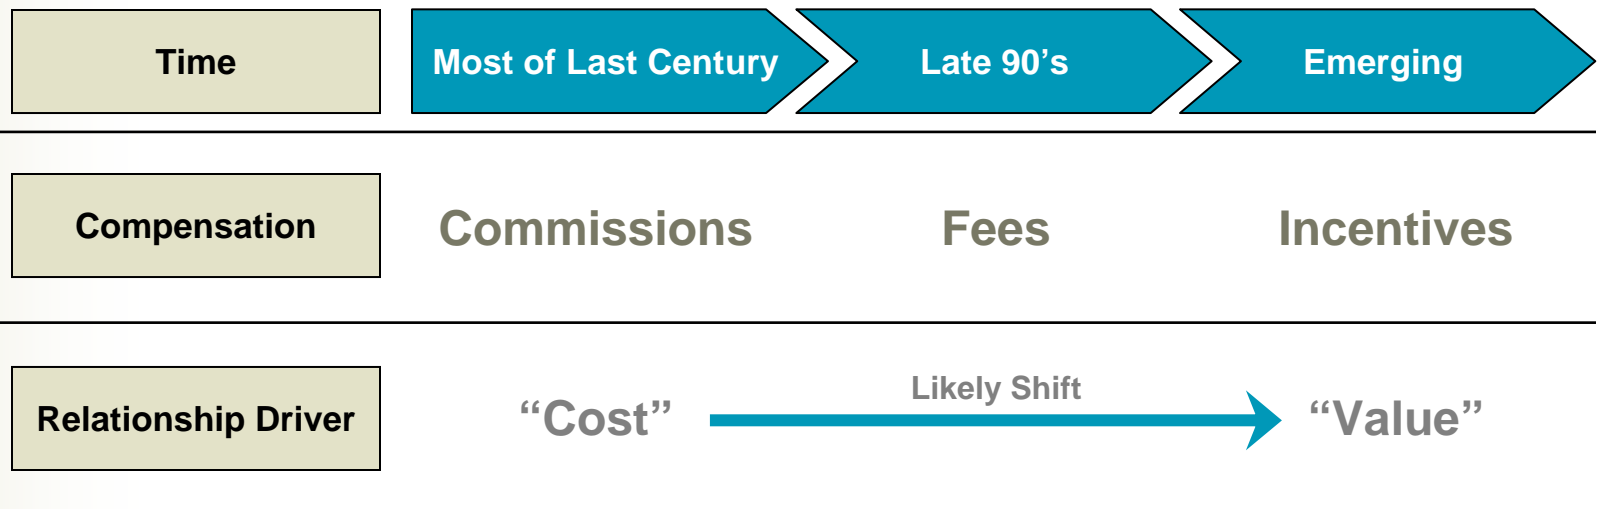 Time
Most of Last Century
Late 90’s
Emerging
Compensation
Commissions
Fees
Incentives
Relationship Driver
“Cost”
Likely Shift
“Value”